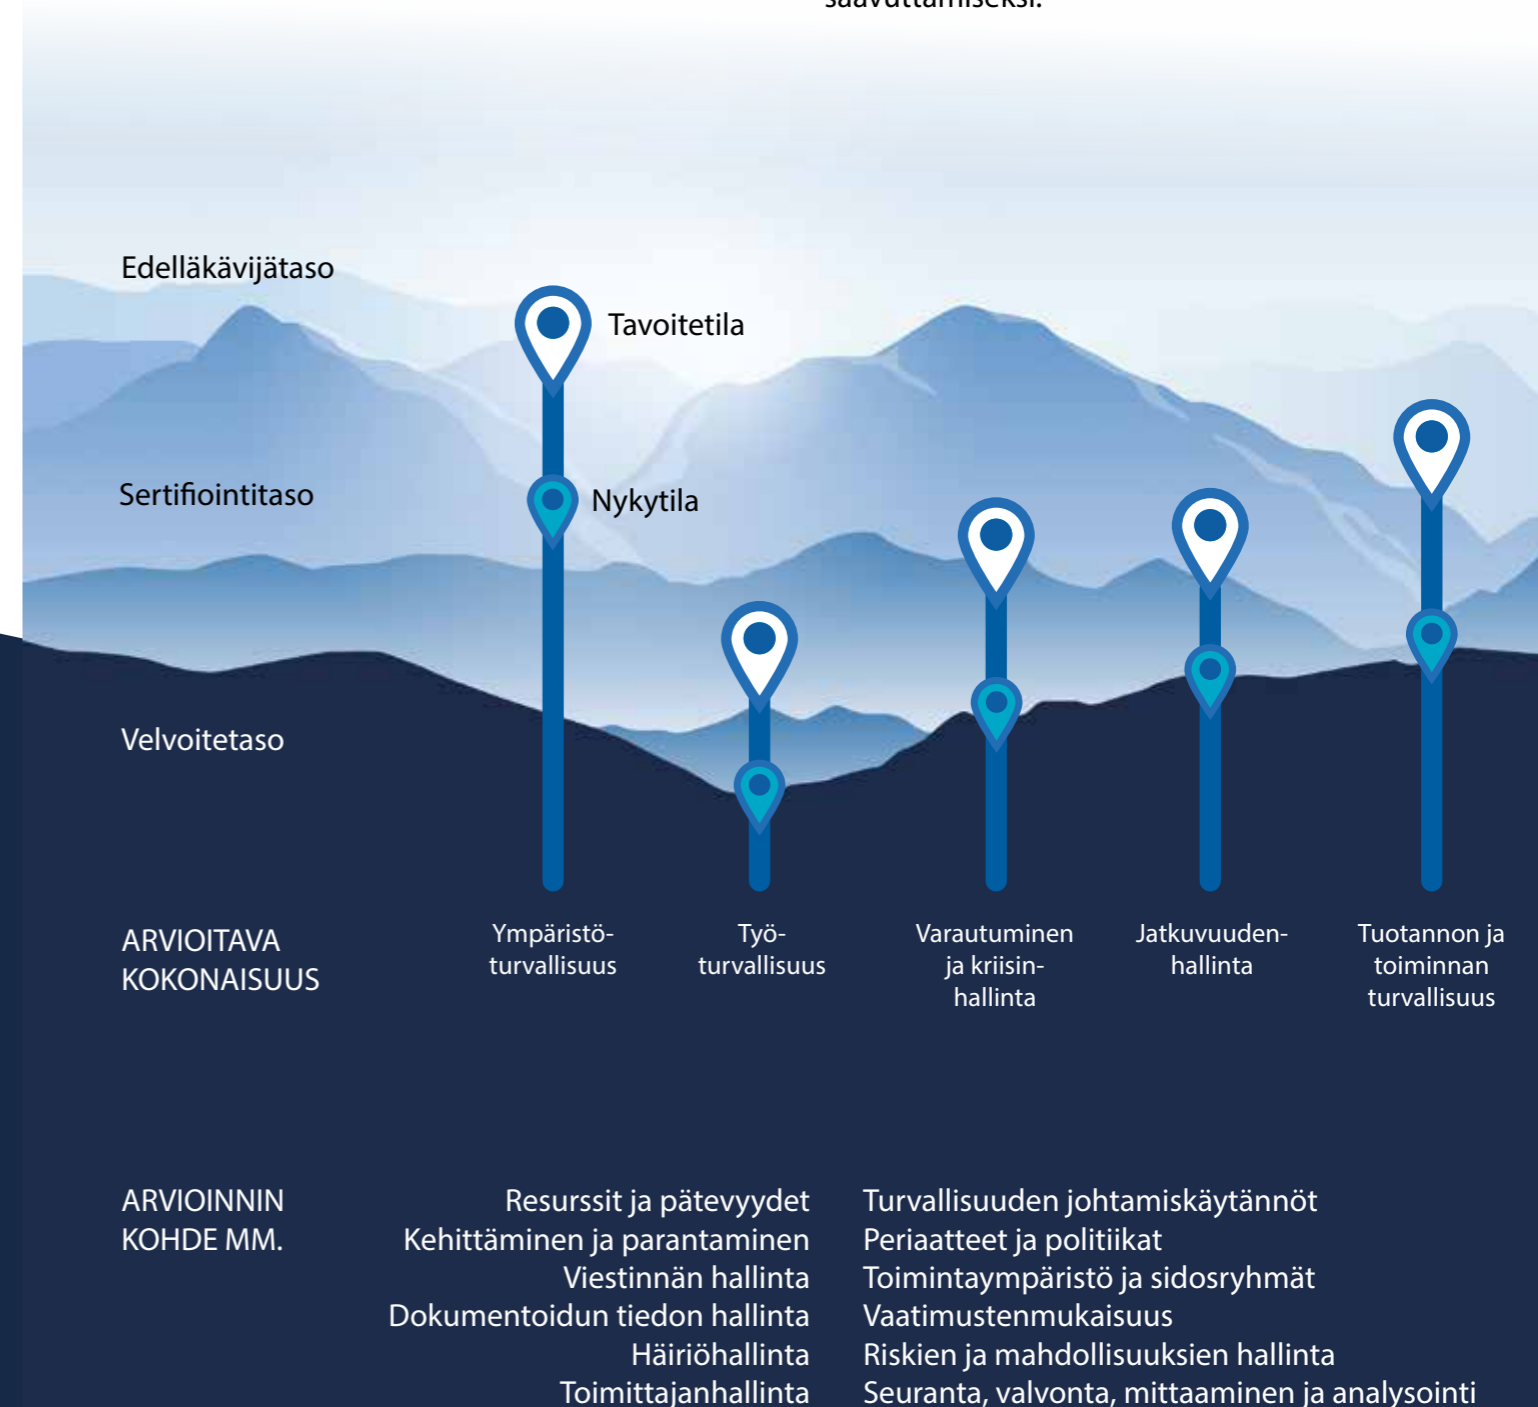 saavuttamiseksi.
Edelläkävijätaso
Tavoitetila
Sertifiointitaso
Nykytila
Velvoitetaso
ARVIOITAVA
KOKONAISUUS
Ympäristö-
turvallisuus
Työ-
turvallisuus
Varautuminen
ja kriisin-
hallinta
Jatkuvuuden-
hallinta
Tuotannon ja
toiminnan
turvallisuus
ARVIOINNIN
KOHDE MM.
Resurssit ja pätevyydet
Kehittäminen ja parantaminen
Viestinnän hallinta
Dokumentoidun tiedon hallinta
Häiriöhallinta
Toimittajanhallinta
Turvallisuuden johtamiskäytännöt
Periaatteet ja politiikat
Toimintaympäristö ja sidosryhmät
Vaatimustenmukaisuus
Riskien ja mahdollisuuksien hallinta
Seuranta, valvonta, mittaaminen ja analysointi